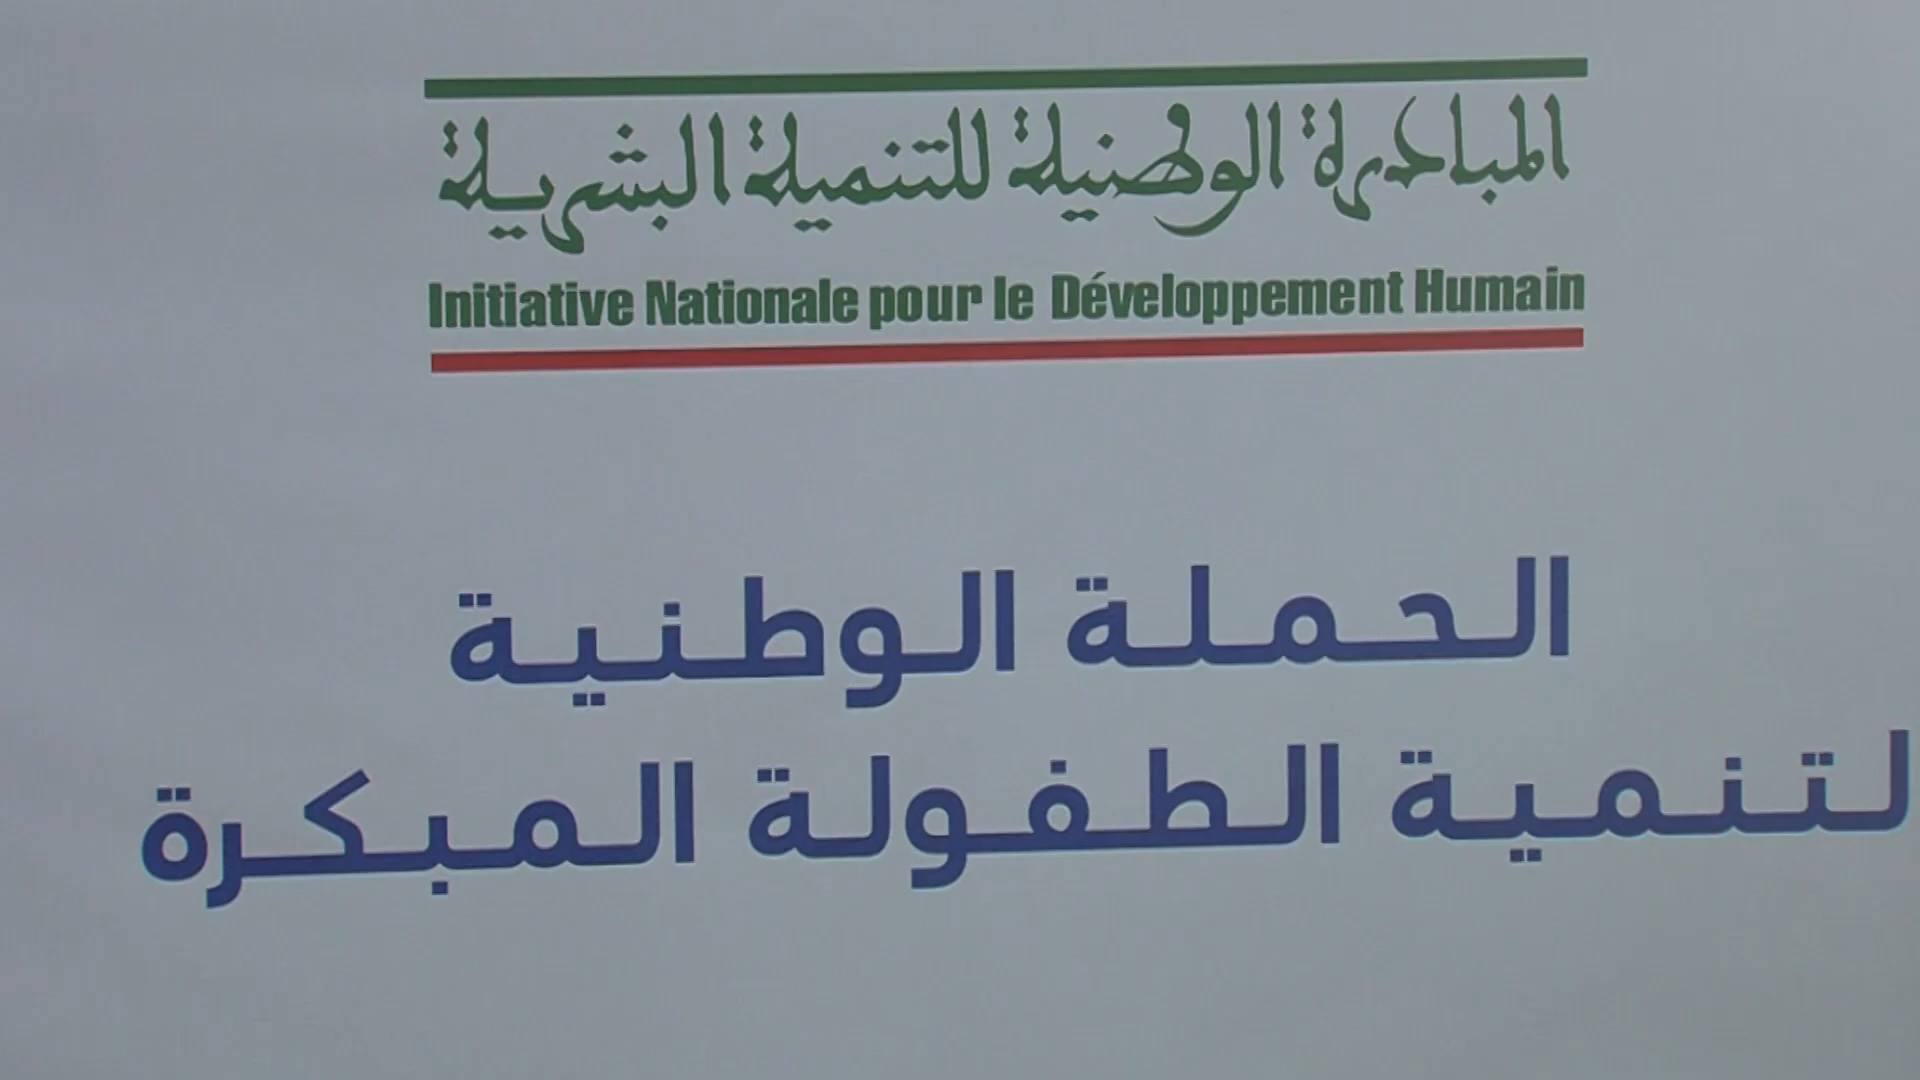 المبادرة الوطنية للتنمية البشرية
Initiative Nationale pour le Développement Humain
الحملة الوطنية
لتنمية الطفولة المبكرة